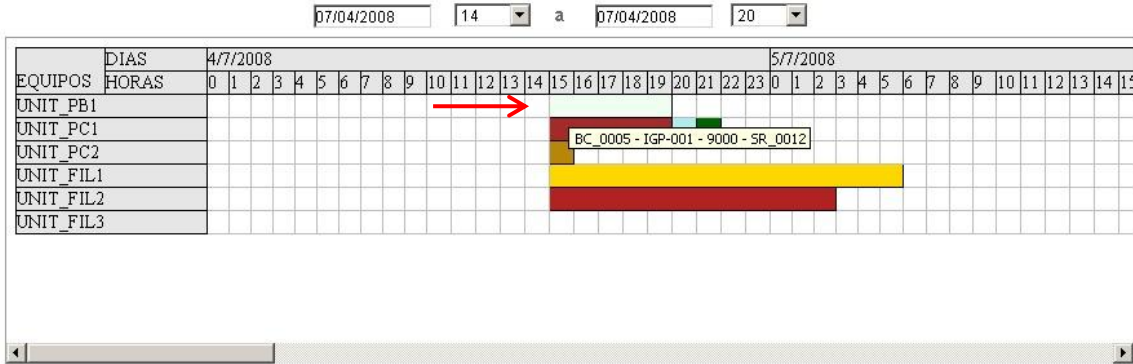 07/04/2008 14 a 07/04/2008 20
DIAS 4/7/2008 5/7/2008
EQUIPOS HORAS 0 1 2 3 4 5 6 7 8 9 10 11 12 13 14 15 16 17 18 19 20 21 22 23 0 1 2 3 4 5 6 7 8 9 10 11 12 13 14 15
UNIT_PB1
UNIT_PC1
BC_0005 - IGP-001 - 9000 - SR_0012
UNIT_PC2
UNIT_FIL1
UNIT_FIL2
UNIT_FIL3